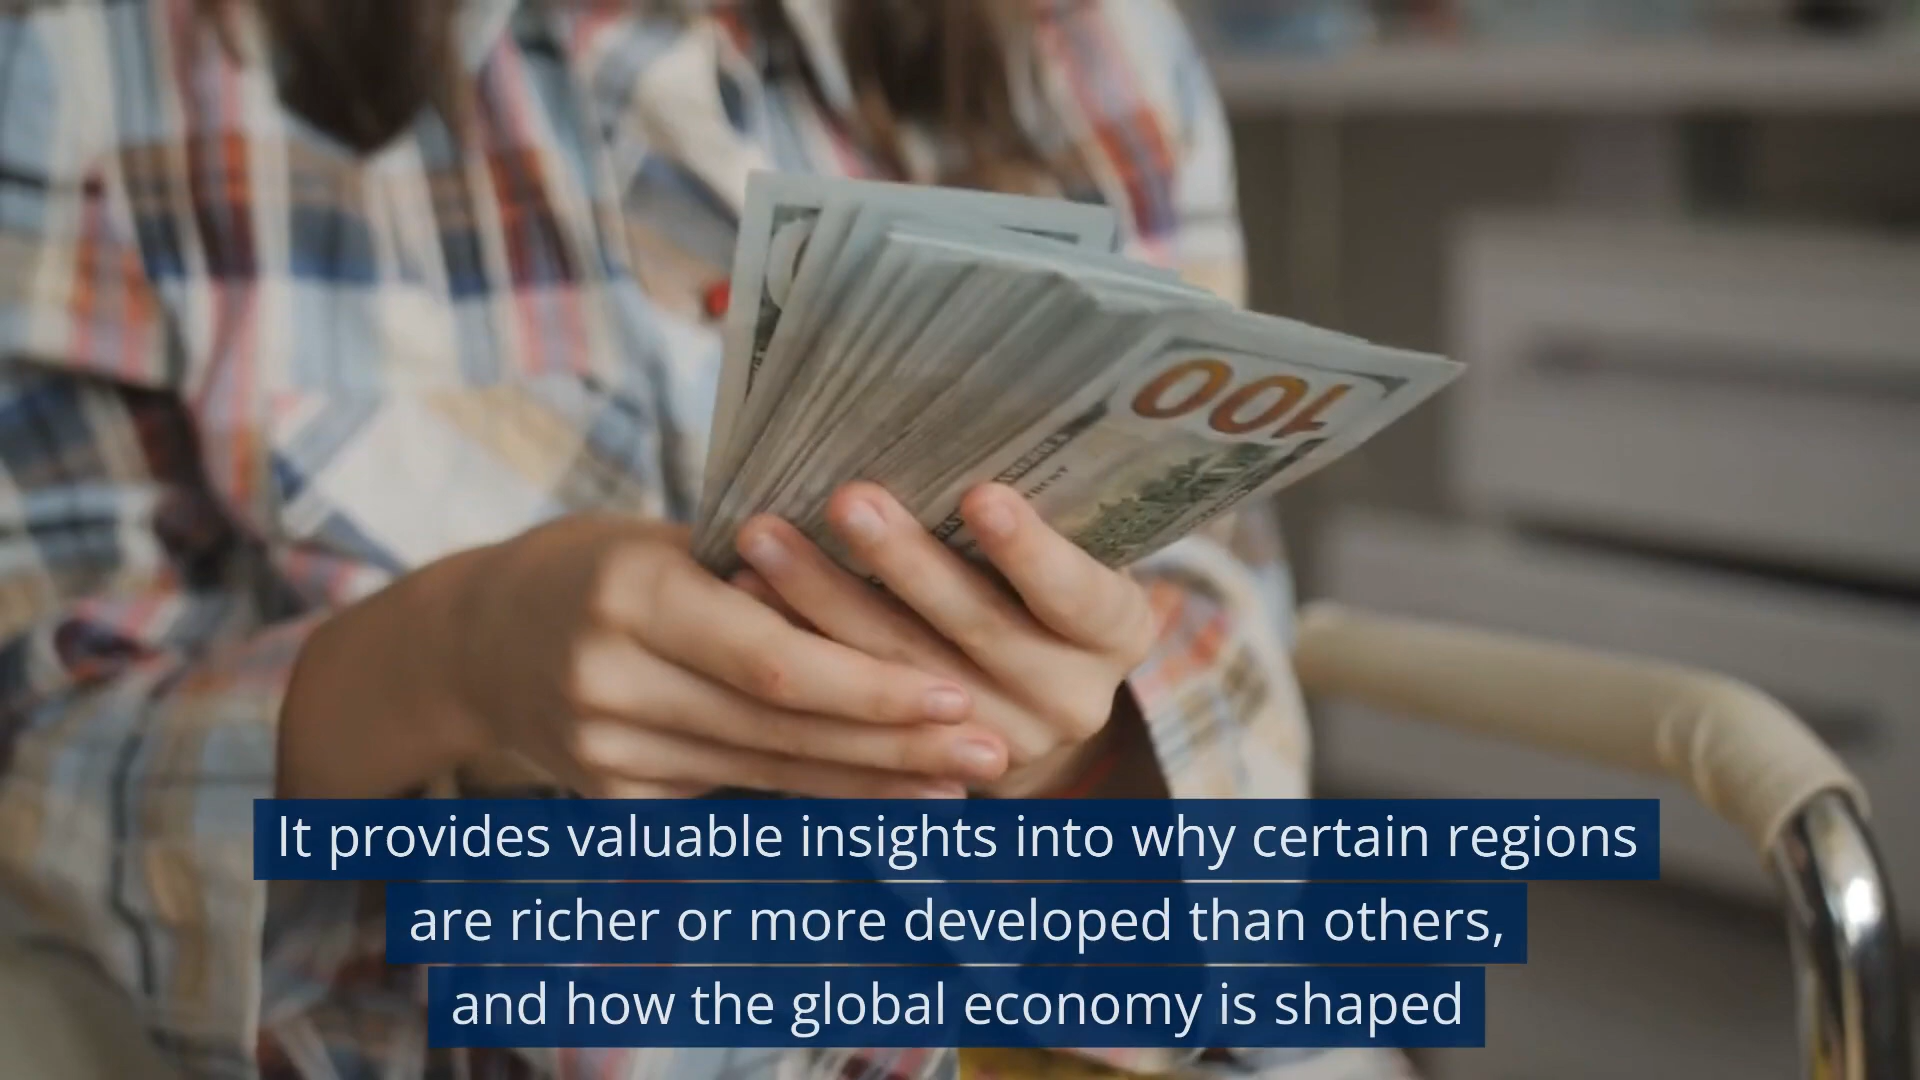 100
It provides valuable insights into why certain regions
are richer or more developed than others,
and how the global economy is shaped